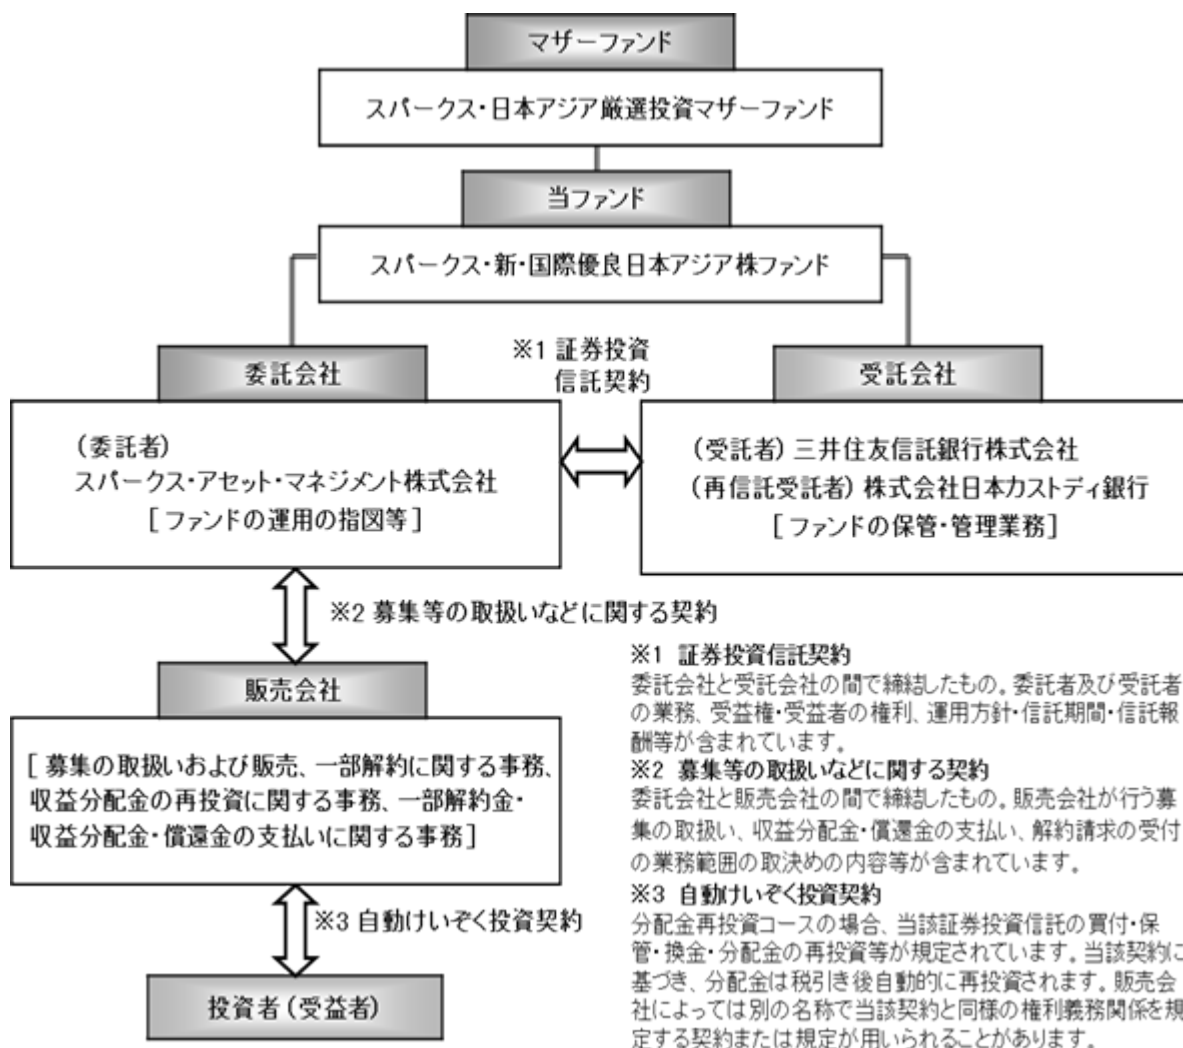 マザーファンド
スパークス・日本アジア厳選投資マザーファンド
当ファンド
スパークス・新・国際優良日本アジア株ファンド
委託会社
※1 証券投資
信託契約
受託会社
(委託者)
スパークス・アセット・マネジメント株式会社
[ファンドの運用の指図等]
(受託者) 三井住友信託銀行株式会社
(再信託受託者) 株式会社日本カストディ銀行
[ファンドの保管・管理業務]
※2 募集等の取扱いなどに関する契約
販売会社
[募集の取扱いおよび販売、一部解約に関する事務、
収益分配金の再投資に関する事務、一部解約金・
収益分配金・償還金の支払いに関する事務]
※3 自動けいぞく投資契約
投資者(受益者)
※1 証券投資信託契約
委託会社と受託会社の間で締結したもの。委託者及び受託者
の業務、受益権・受益者の権利、運用方針・信託期間・信託報
酬等が含まれています。
※2 募集等の取扱いなどに関する契約
委託会社と販売会社の間で締結したもの。販売会社が行う募
集の取扱い、収益分配金・償還金の支払い、解約請求の受付
の業務範囲の取決めの内容等が含まれています。
※3 自動けいぞく投資契約
分配金再投資コースの場合、当該証券投資信託の買付・保
管・換金・分配金の再投資等が規定されています。当該契約に
基づき、分配金は税引き後自動的に再投資されます。販売会
社によっては別の名称で当該契約と同様の権利義務関係を規
定する契約または規定が用いられることがあります。